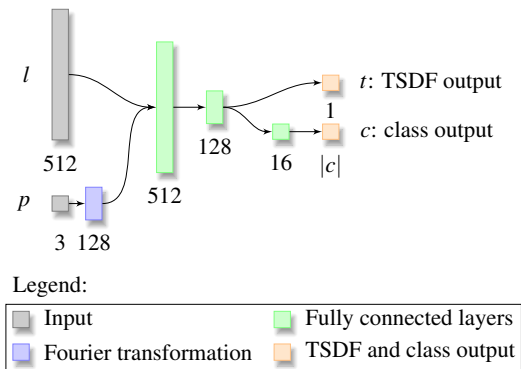 l
t: TSDF output
1
512
128
c: class output
16
|c|
512
p
3
128
Legend:
Input
Fully connected layers
Fourier transformation
TSDF and class output